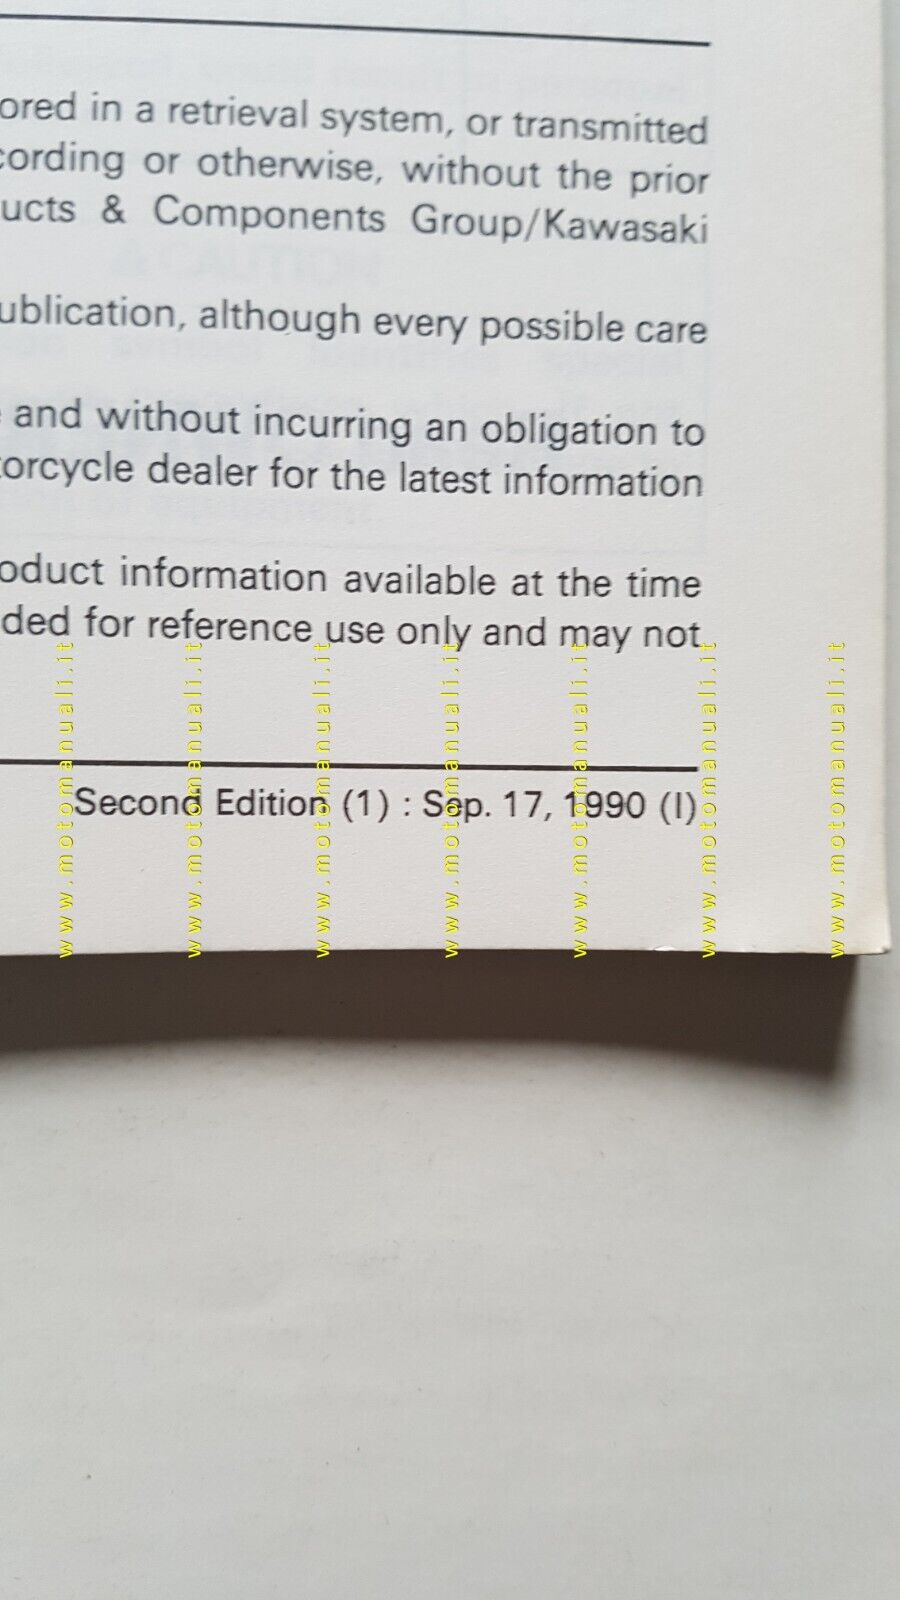 ored in a retrieval system, or transmitted
cording or otherwise, without the prior
ucts & Components Group/Kawasaki
ublication, although every possible care
and without incurring an obligation to
torcycle dealer for the latest information
oduct information available at the time
ded for reference use only and may not
Second Edition (1) : Sep. 17, 1990 (I)
www.motomanuali.it
www.motomanuali.it
www.motomanuali.it
www.motomanuali.it
www.motomanuali.it
www.motomanuali.it
www.motomanuali.it